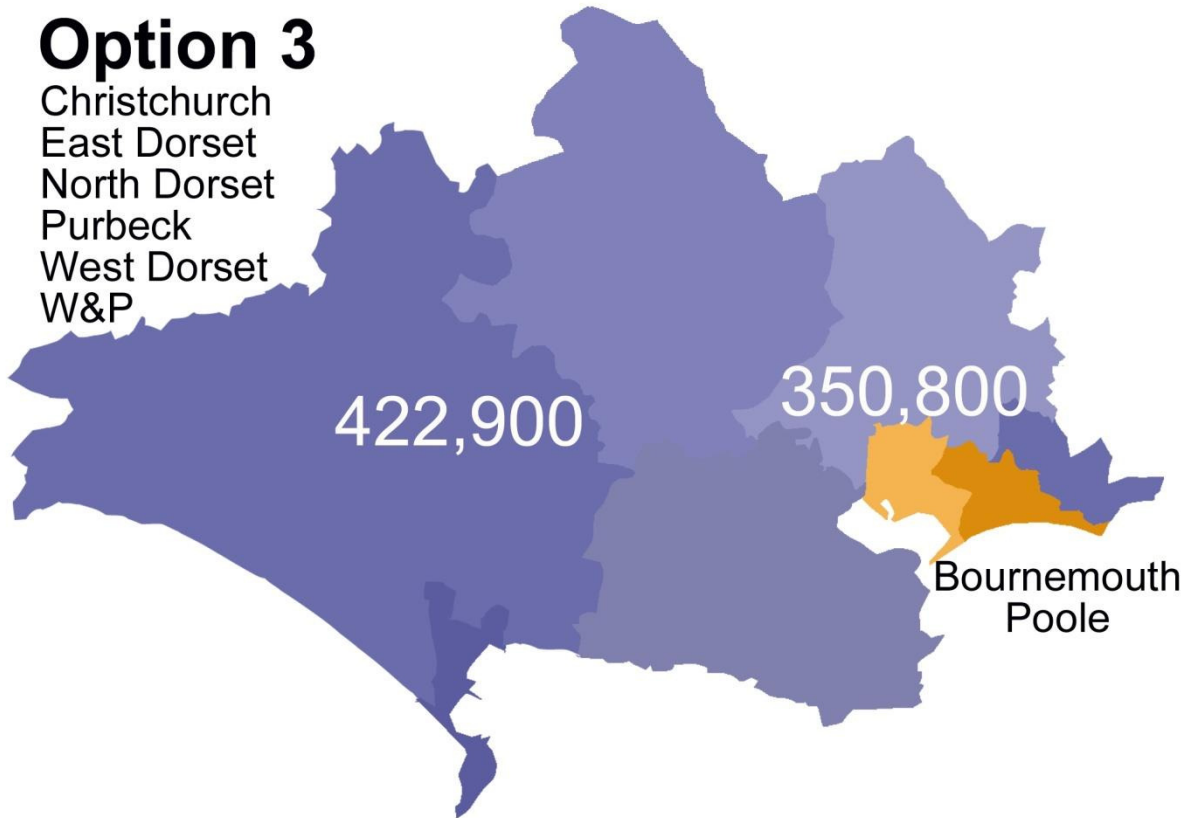 Option 3
Christchurch
East Dorset
North Dorset
Purbeck
West Dorset
W&P
422,900
350,800
Bournemouth
Poole